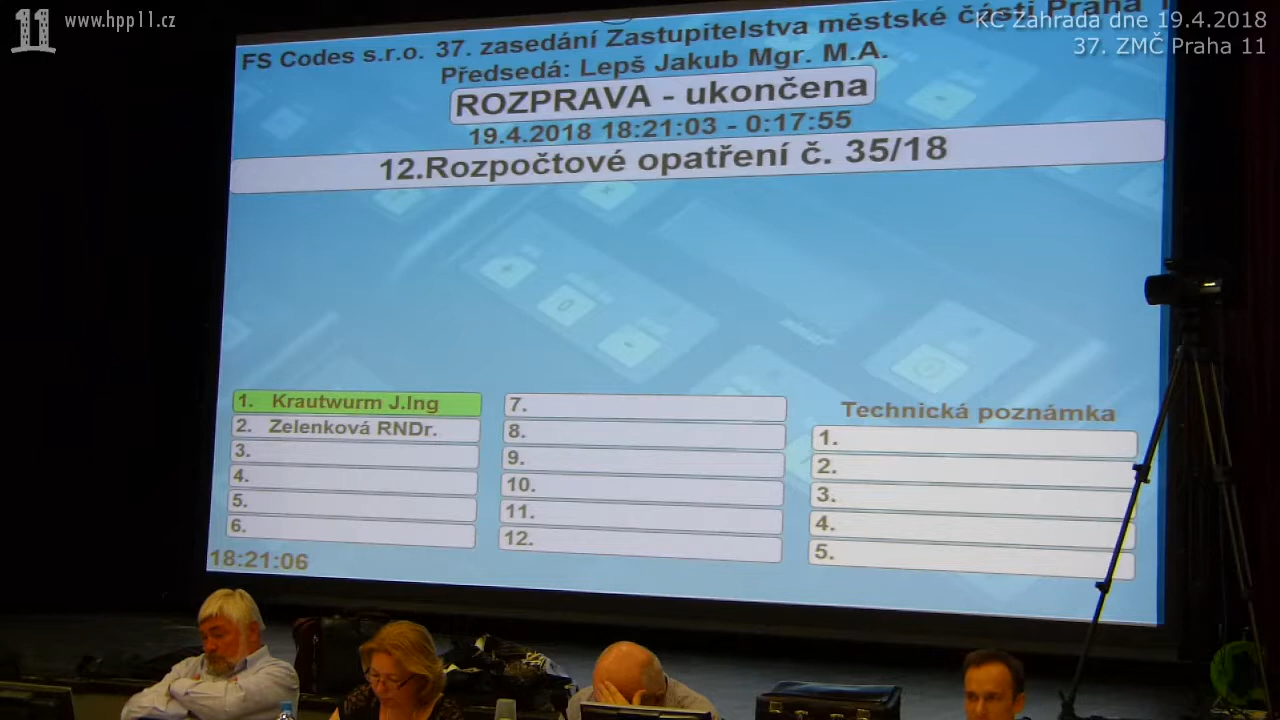 11 www.hpp11.cz
KC Zahrada dne 19.4.2018
37. ZMČ Praha 11
FS Codes s.r.o. 37. zasedání Zastupitelstva městské části Praha 1
Předsedá: Lepš Jakub Mgr. M.A.
ROZPRAVA - ukončena
19.4.2018 18:21:03 - 0:17:55
12.Rozpočtové opatření č. 35/18
1. Krautwurm J.Ing
2. Zelenková RNDr.
3.
4.
5.
6.
7.
8.
9.
10.
11.
12.
Technická poznámka
1.
2.
3.
4.
5.
18:21:06